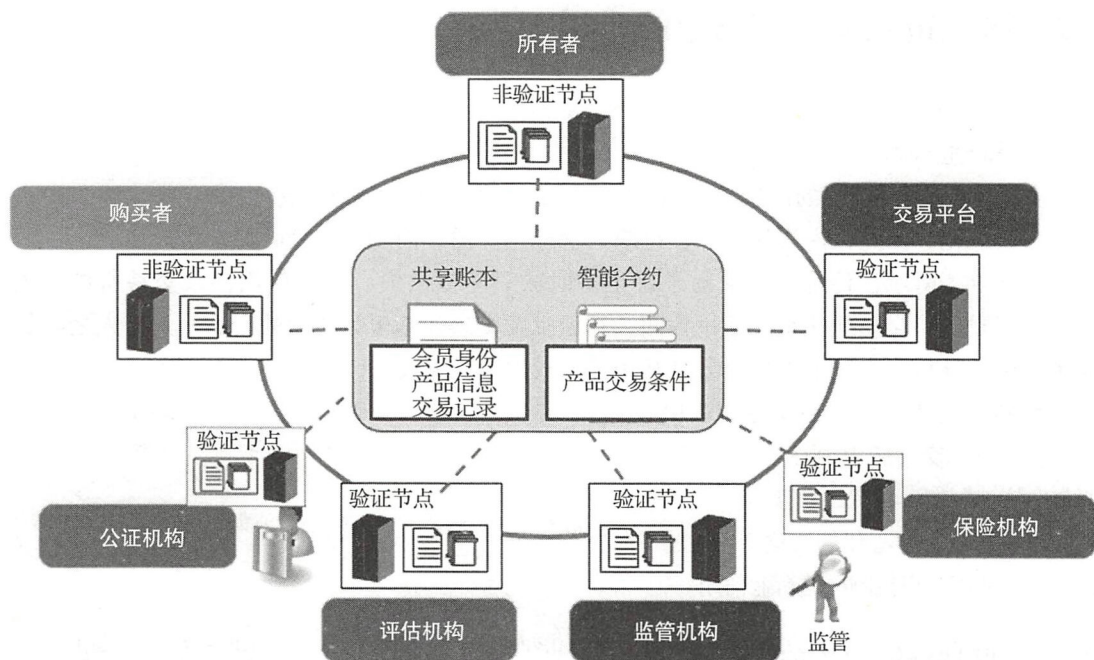 所有者
非验证节点
购买者
非验证节点
交易平台
验证节点
共享账本
智能合约
会员身份
产品信息
交易记录
产品交易条件
验证节点
公证机构
验证节点
评估机构
验证节点
监管机构
验证节点
保险机构
监管